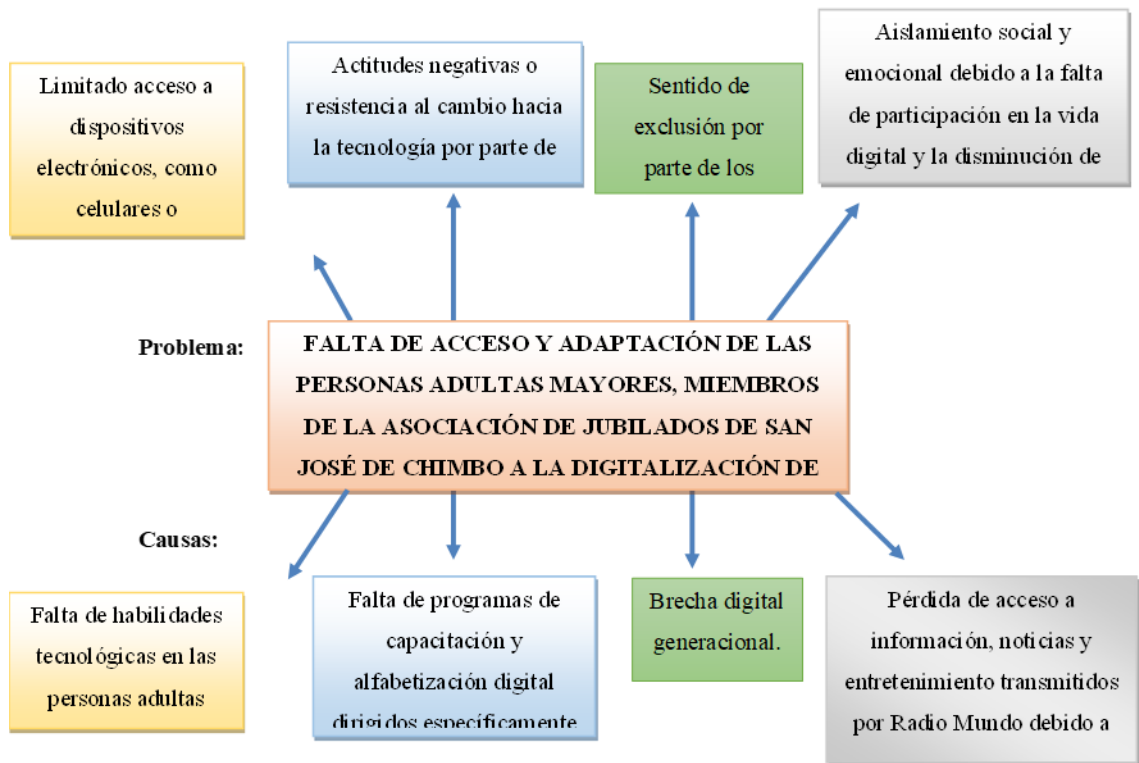 Limitado acceso a
dispositivos
electrónicos, como
celulares o
Actitudes negativas o
resistencia al cambio hacia
la tecnología por parte de
Sentido de
exclusión por
parte de los
Aislamiento social y
emocional debido a la falta
de participación en la vida
digital y la disminución de
Problema:
FALTA DE ACCESO Y ADAPTACIÓN DE LAS
PERSONAS ADULTAS MAYORES, MIEMBROS
DE LA ASOCIACIÓN DE JUBILADOS DE SAN
JOSÉ DE CHIMBO A LA DIGITALIZACIÓN DE
Causas:
Falta de habilidades
tecnológicas en las
personas adultas
Falta de programas de
capacitación y
alfabetización digital
dirigidos específicamente
Brecha digital
generacional.
Pérdida de acceso a
información, noticias y
entretenimiento transmitidos
por Radio Mundo debido a